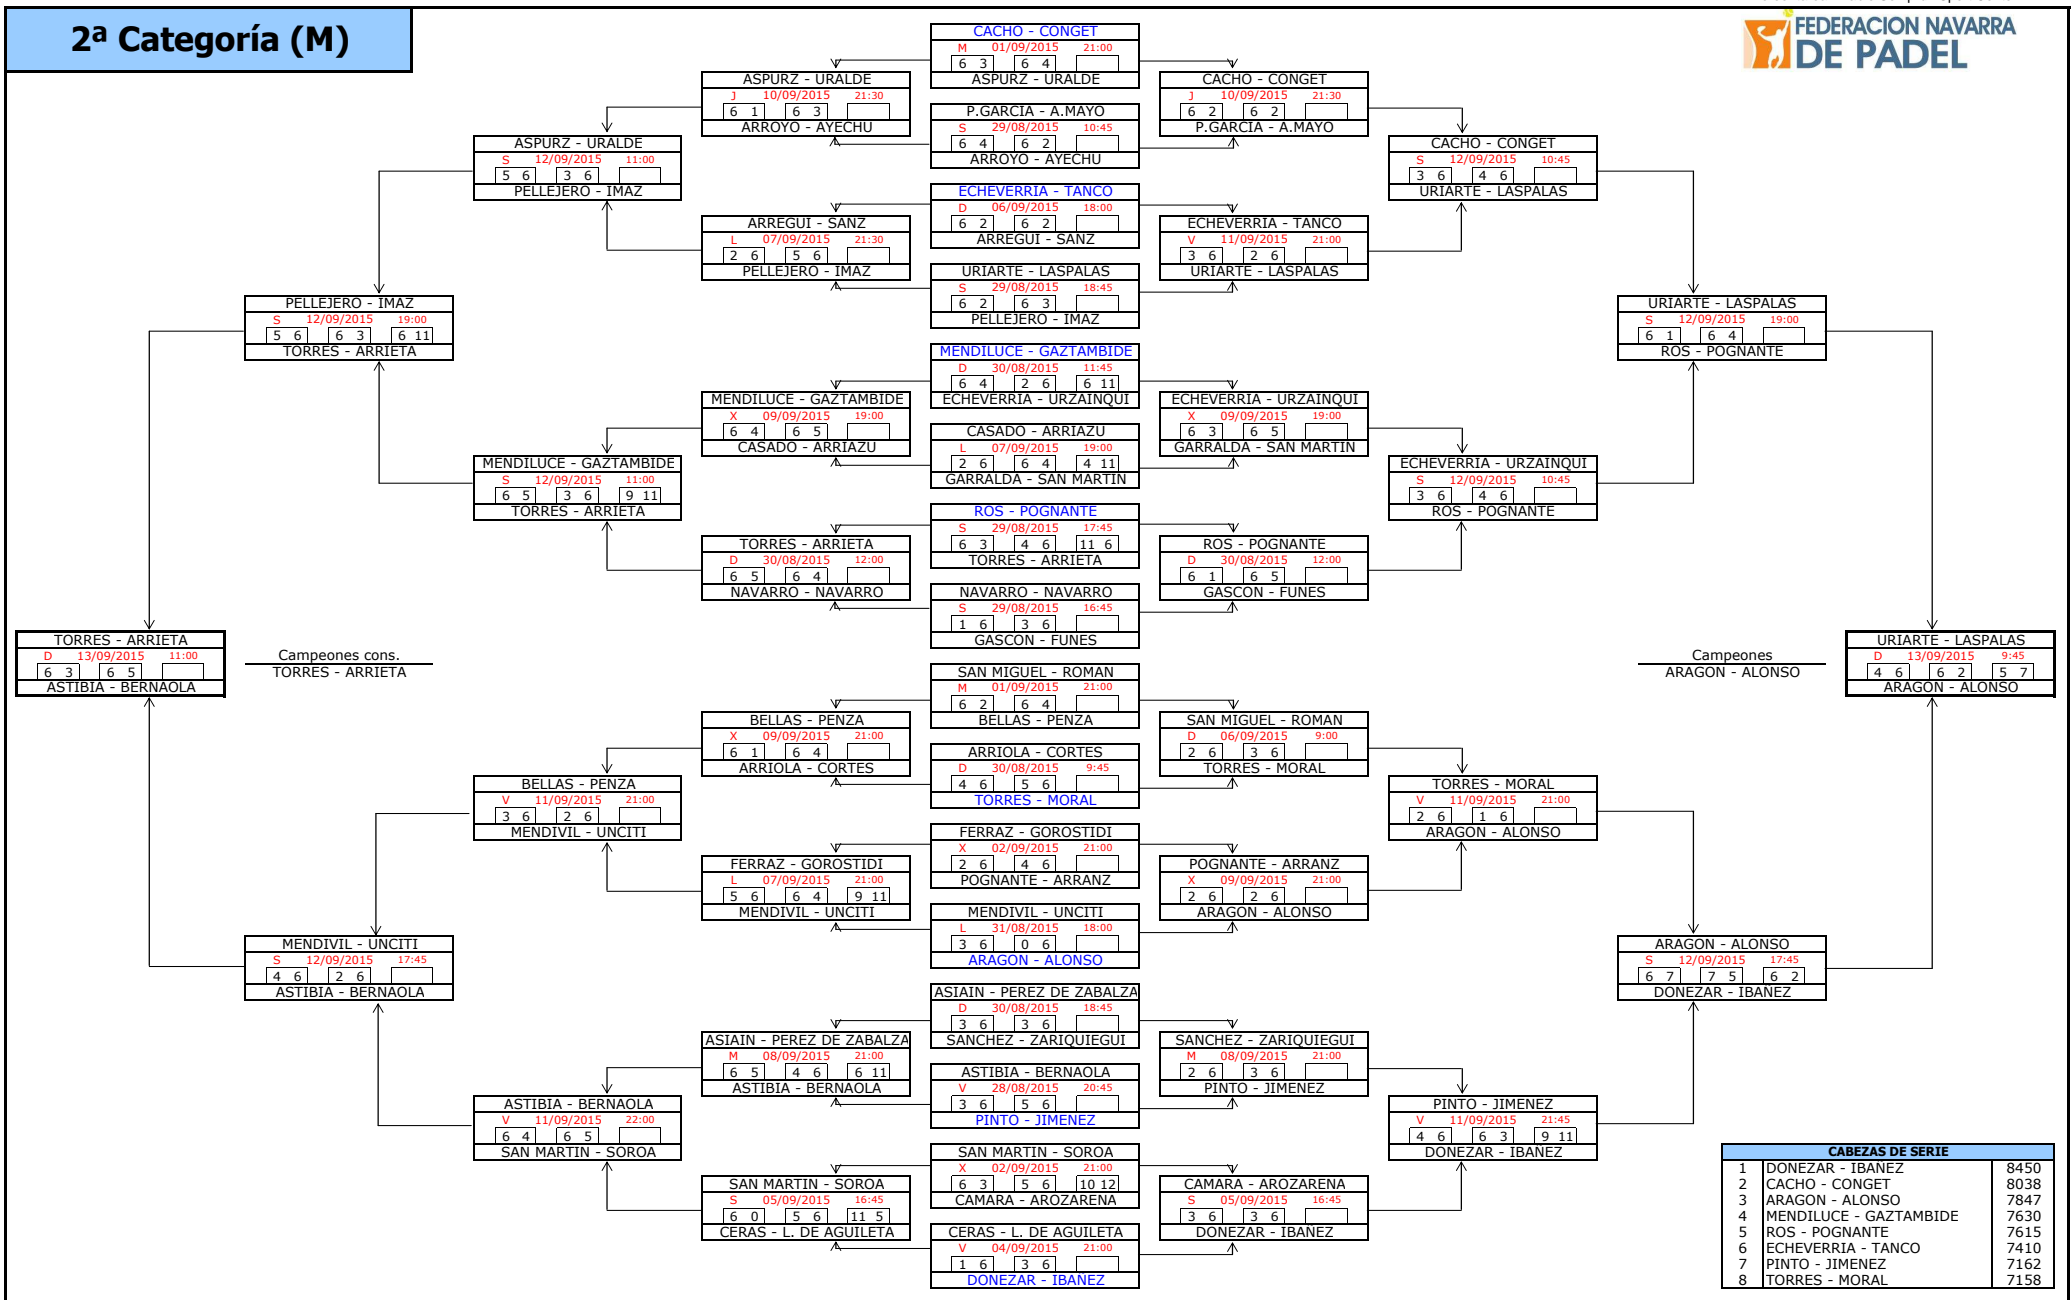 2ª Categoría (M)
FEDERACION NAVARRA
DE PADEL
CACHO - CONGET
M 01/09/2015 21:00
6 3 6 4
ASPURZ - URALDE
P.GARCIA - A.MAYO
S 29/08/2015 10:45
6 4 6 2
ARROYO - AYECHU
ECHEVERRIA - TANCO
D 06/09/2015 18:00
6 2 6 2
ARREGUI - SANZ
URIARTE - LASPALAS
S 29/08/2015 18:45
6 2 6 3
PELLEJERO - IMAZ
MENDILUCE - GAZTAMBIDE
D 30/08/2015 11:45
6 4 2 6 6 11
ECHEVERRIA - URZAINQUI
CASADO - ARRIAZU
L 07/09/2015 19:00
2 6 6 4 4 11
GARRALDA - SAN MARTIN
ROS - POGNANTE
S 29/08/2015 17:45
6 3 4 6 11 6
TORRES - ARRIETA
NAVARRO - NAVARRO
S 29/08/2015 16:45
1 6 3 6
GASCON - FUNES
SAN MIGUEL - ROMAN
M 01/09/2015 21:00
6 2 6 4
BELLAS - PENZA
ARRIOLA - CORTES
D 30/08/2015 9:45
4 6 5 6
TORRES - MORAL
FERRAZ - GOROSTIDI
X 02/09/2015 21:00
2 6 4 6
POGNANTE - ARRANZ
MENDIVIL - UNCITI
L 31/08/2015 18:00
3 6 0 6
ARAGON - ALONSO
ASIAIN - PEREZ DE ZABALZA
D 30/08/2015 18:45
3 6 3 6
SANCHEZ - ZARIQUIEGUI
ASTIBIA - BERNAOLA
V 28/08/2015 20:45
3 6 5 6
PINTO - JIMENEZ
SAN MARTIN - SOROA
X 02/09/2015 21:00
6 3 5 6 10 12
CAMARA - AROZARENA
CERAS - L. DE AGUILETA
V 04/09/2015 21:00
1 6 3 6
DONEZAR - IBAÑEZ
ASPURZ - URALDE
J 10/09/2015 21:30
6 1 6 3
ARROYO - AYECHU
ARREGUI - SANZ
L 07/09/2015 21:30
2 6 5 6
PELLEJERO - IMAZ
MENDILUCE - GAZTAMBIDE
X 09/09/2015 19:00
6 4 6 5
CASADO - ARRIAZU
TORRES - ARRIETA
D 30/08/2015 12:00
6 5 6 4
NAVARRO - NAVARRO
BELLAS - PENZA
X 09/09/2015 21:00
6 1 6 4
ARRIOLA - CORTES
FERRAZ - GOROSTIDI
L 07/09/2015 21:00
5 6 6 4 9 11
MENDIVIL - UNCITI
ASIAIN - PEREZ DE ZABALZA
M 08/09/2015 21:00
6 5 4 6 6 11
ASTIBIA - BERNAOLA
SAN MARTIN - SOROA
S 05/09/2015 16:45
6 0 5 6 11 5
CERAS - L. DE AGUILETA
ASPURZ - URALDE
S 12/09/2015 11:00
5 6 3 6
PELLEJERO - IMAZ
MENDILUCE - GAZTAMBIDE
S 12/09/2015 11:00
6 5 3 6 9 11
TORRES - ARRIETA
BELLAS - PENZA
V 11/09/2015 21:00
3 6 2 6
MENDIVIL - UNCITI
ASTIBIA - BERNAOLA
V 11/09/2015 22:00
6 4 6 5
SAN MARTIN - SOROA
PELLEJERO - IMAZ
S 12/09/2015 19:00
5 6 6 3 6 11
TORRES - ARRIETA
MENDIVIL - UNCITI
S 12/09/2015 17:45
4 6 2 6
ASTIBIA - BERNAOLA
TORRES - ARRIETA
D 13/09/2015 11:00
6 3 6 5
ASTIBIA - BERNAOLA
Campeones cons.
TORRES - ARRIETA
CACHO - CONGET
J 10/09/2015 21:30
6 2 6 2
P.GARCIA - A.MAYO
ECHEVERRIA - TANCO
V 11/09/2015 21:00
3 6 2 6
URIARTE - LASPALAS
ECHEVERRIA - URZAINQUI
X 09/09/2015 19:00
6 3 6 5
GARRALDA - SAN MARTIN
ROS - POGNANTE
D 30/08/2015 12:00
6 1 6 5
GASCON - FUNES
SAN MIGUEL - ROMAN
D 06/09/2015 9:00
2 6 3 6
TORRES - MORAL
POGNANTE - ARRANZ
X 09/09/2015 21:00
2 6 2 6
ARAGON - ALONSO
SANCHEZ - ZARIQUIEGUI
M 08/09/2015 21:00
2 6 3 6
PINTO - JIMENEZ
CAMARA - AROZARENA
S 05/09/2015 16:45
3 6 3 6
DONEZAR - IBAÑEZ
CACHO - CONGET
S 12/09/2015 10:45
3 6 4 6
URIARTE - LASPALAS
ECHEVERRIA - URZAINQUI
S 12/09/2015 10:45
3 6 4 6
ROS - POGNANTE
TORRES - MORAL
V 11/09/2015 21:00
2 6 1 6
ARAGON - ALONSO
PINTO - JIMENEZ
V 11/09/2015 21:45
4 6 6 3 9 11
DONEZAR - IBAÑEZ
URIARTE - LASPALAS
S 12/09/2015 19:00
6 1 6 4
ROS - POGNANTE
ARAGON - ALONSO
S 12/09/2015 17:45
6 7 7 5 6 2
DONEZAR - IBAÑEZ
Campeones
ARAGON - ALONSO
URIARTE - LASPALAS
D 13/09/2015 9:45
4 6 6 2 5 7
ARAGON - ALONSO
CABEZAS DE SERIE
1 DONEZAR - IBAÑEZ 8450
2 CACHO - CONGET 8038
3 ARAGON - ALONSO 7847
4 MENDILUCE - GAZTAMBIDE 7630
5 ROS - POGNANTE 7615
6 ECHEVERRIA - TANCO 7410
7 PINTO - JIMENEZ 7162
8 TORRES - MORAL 7158